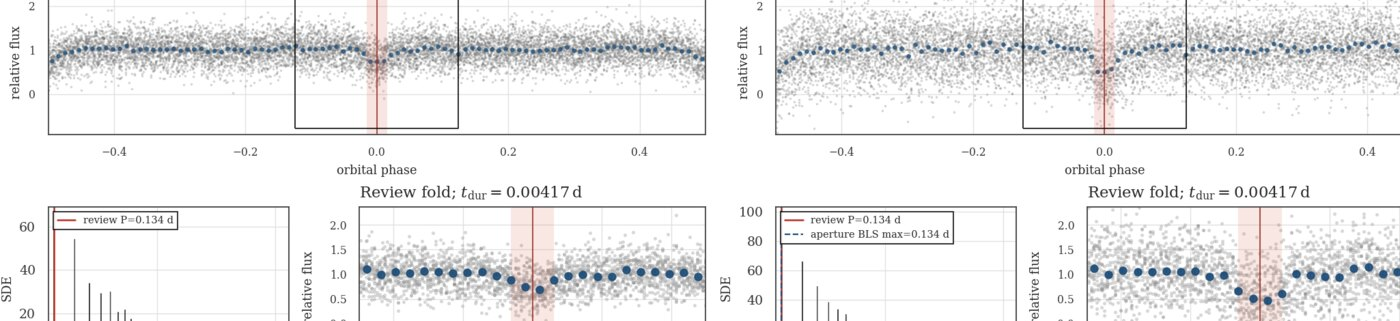 2
1
0
relative flux
−0.4
−0.2
0.0
0.2
0.4
orbital phase
2
1
0
relative flux
−0.4
−0.2
0.0
0.2
0.4
orbital phase
60
40
20
SDE
review P=0.134 d
Review fold; t_dur = 0.00417 d
2.0
1.5
1.0
0.5
relative flux
100
80
60
40
SDE
review P=0.134 d
aperture BLS max=0.134 d
Review fold; t_dur = 0.00417 d
2.0
1.5
1.0
0.5
relative flux